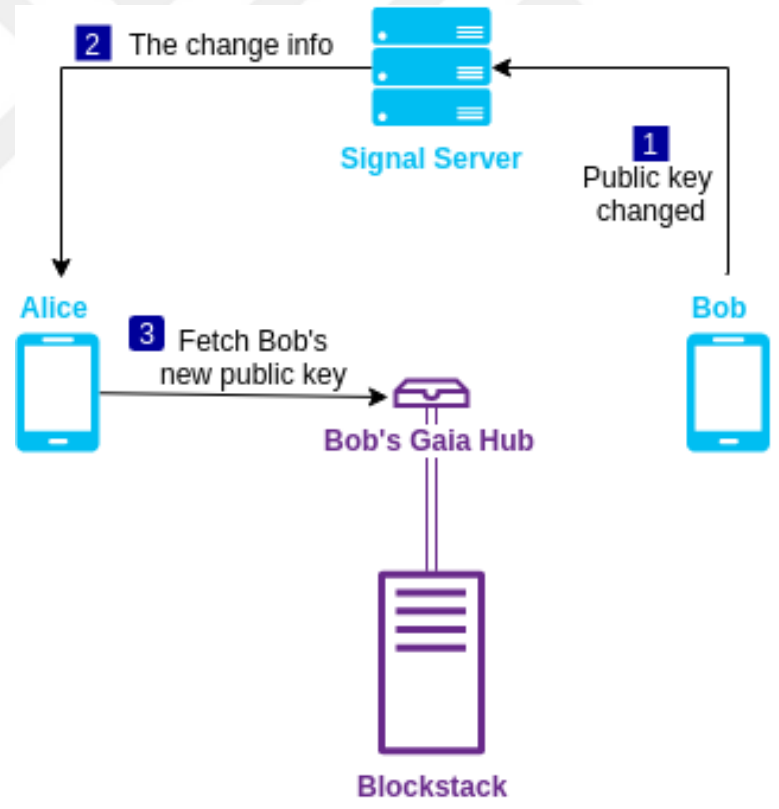 2 The change info
Signal Server
1
Public key
changed
Alice
Bob
3 Fetch Bob's
new public key
Bob's Gaia Hub
Blockstack